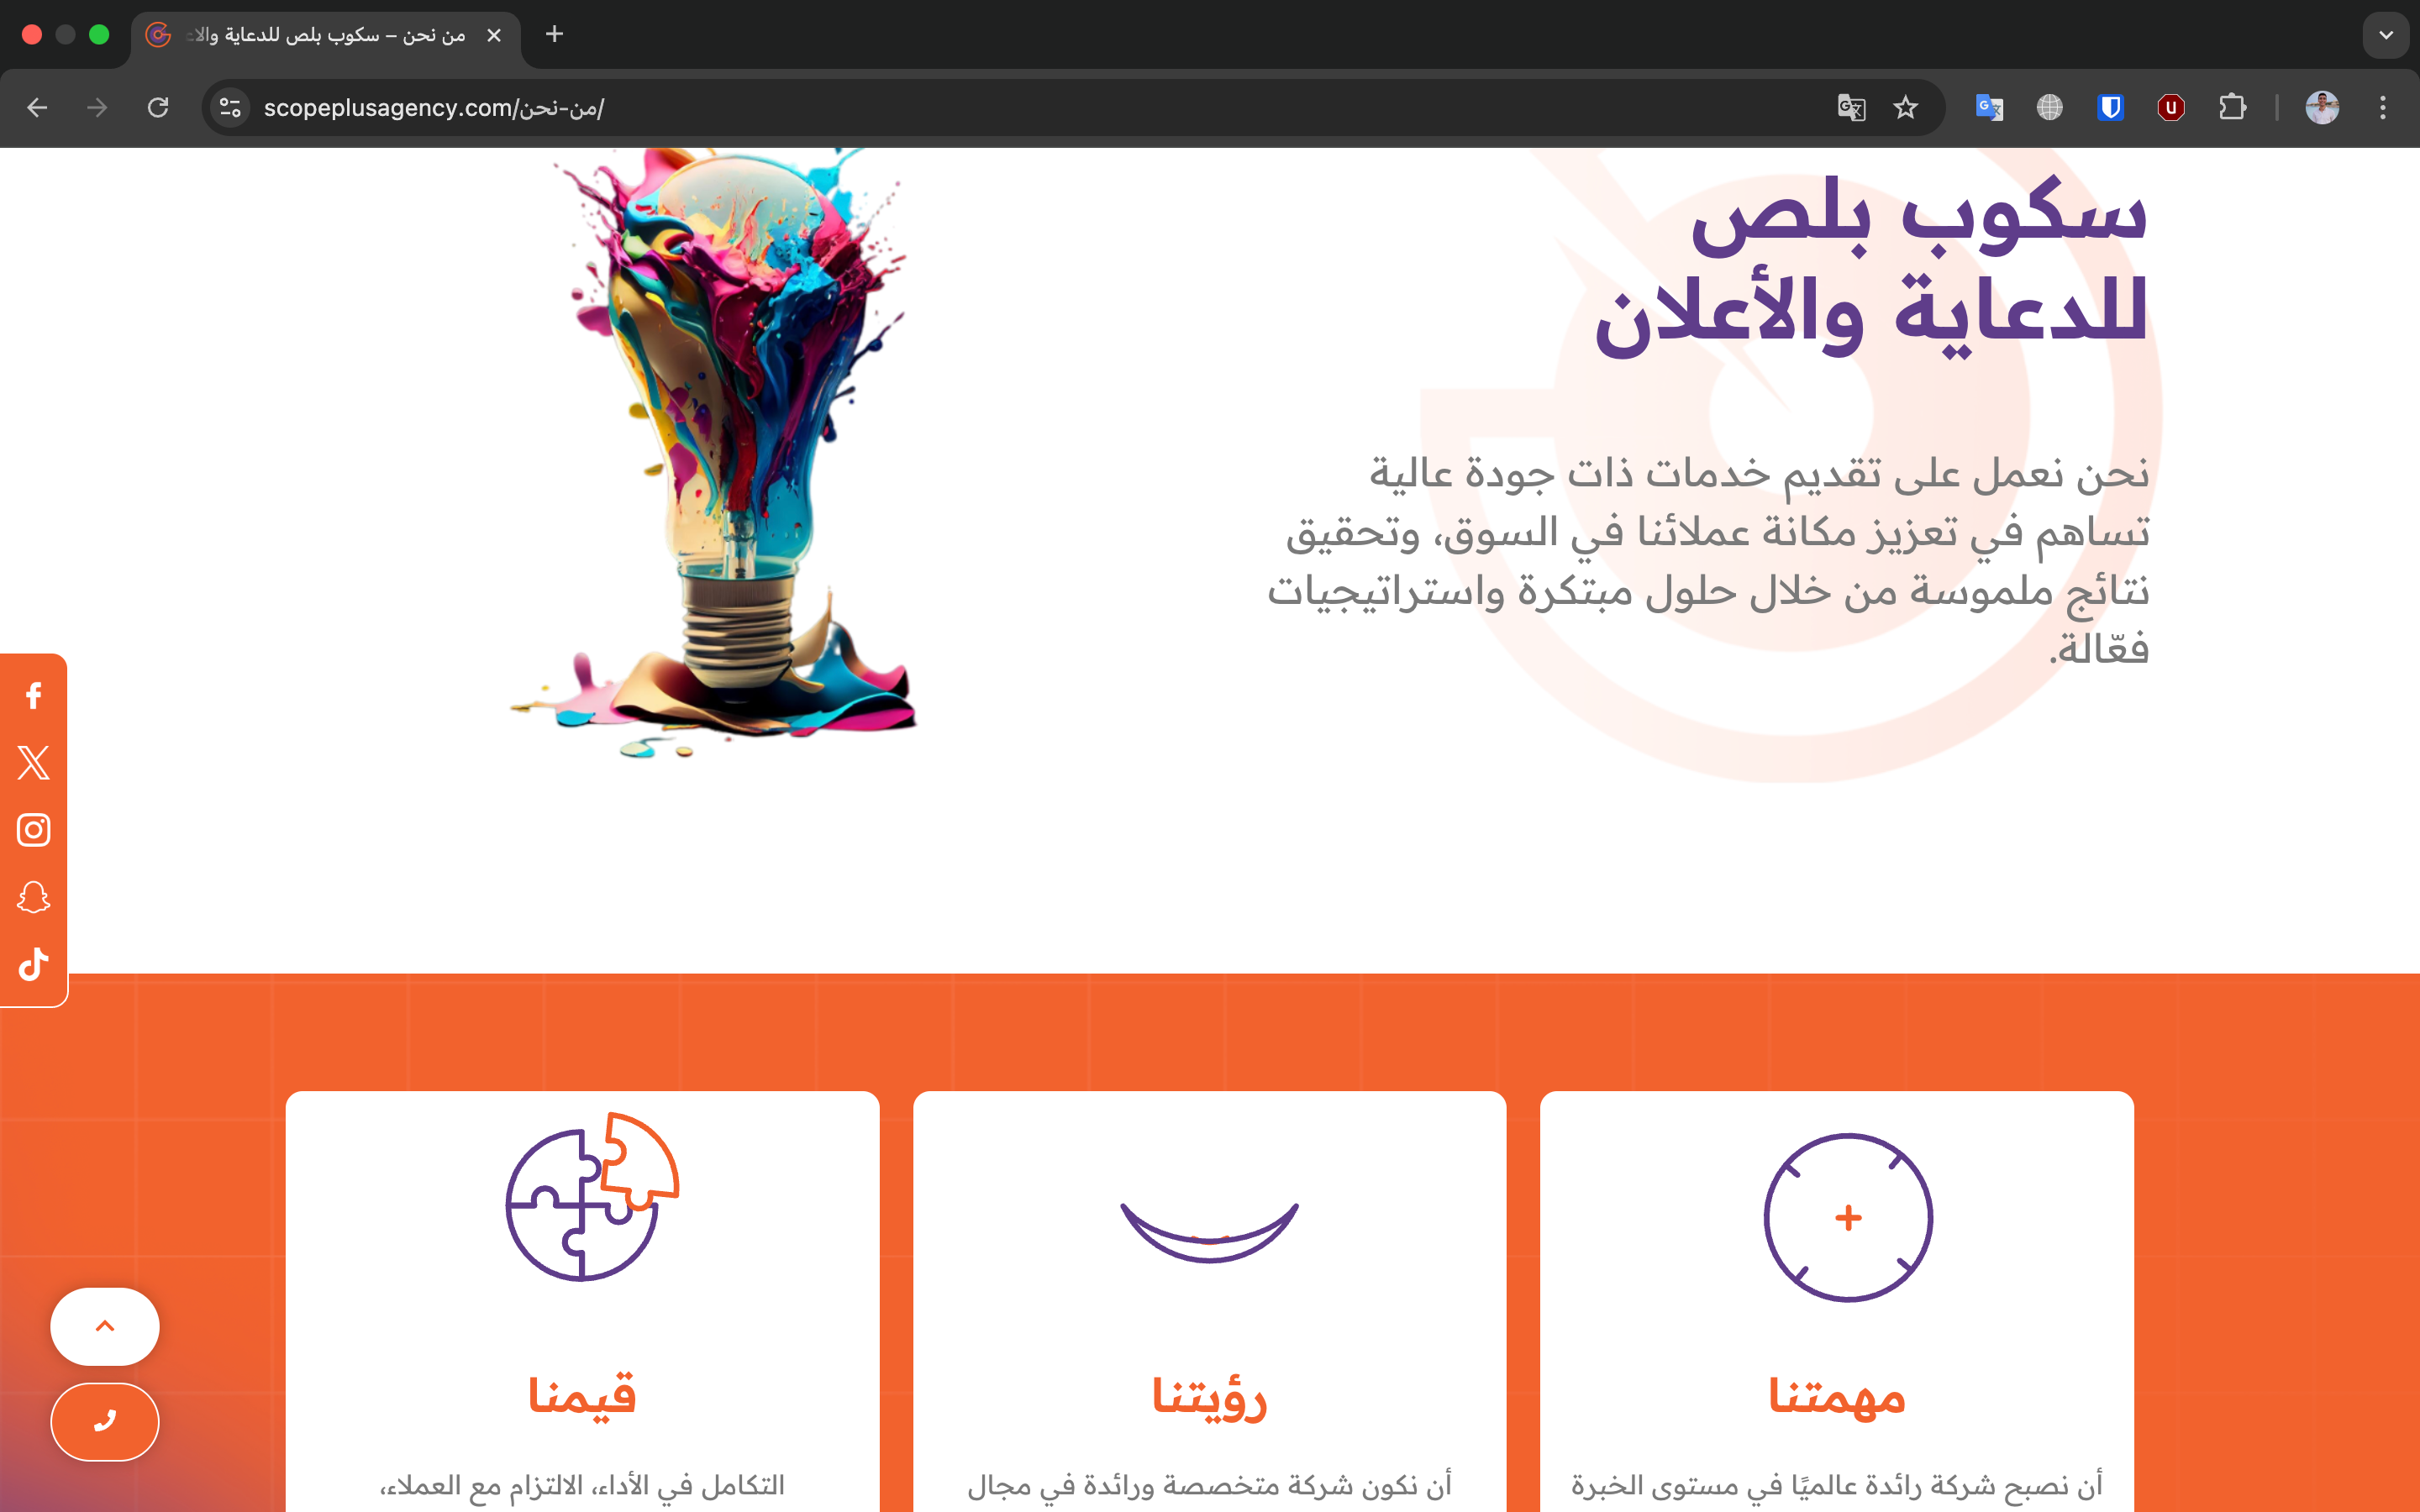 من نحن – سكوب بلص للدعاية والاع
scopeplusagency.com/من-نحن/
سكوب بلص
للدعاية والأعلان
نحن نعمل على تقديم خدمات ذات جودة عالية
تساهم في تعزيز مكانة عملائنا في السوق، وتحقيق
نتائج ملموسة من خلال حلول مبتكرة واستراتيجيات
فعّالة.
مهمتنا
أن نصبح شركة رائدة عالميًا في مستوى الخبرة
رؤيتنا
أن نكون شركة متخصصة ورائدة في مجال
قيمنا
التكامل في الأداء، الالتزام مع العملاء،